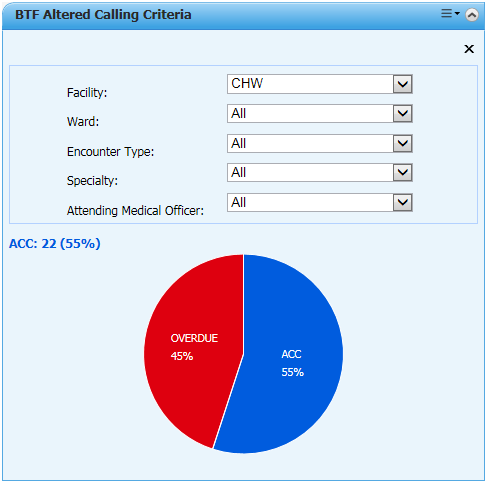 BTF Altered Calling Criteria
Facility: CHW
Ward: All
Encounter Type: All
Specialty: All
Attending Medical Officer: All
ACC: 22 (55%)
OVERDUE
45%
ACC
55%